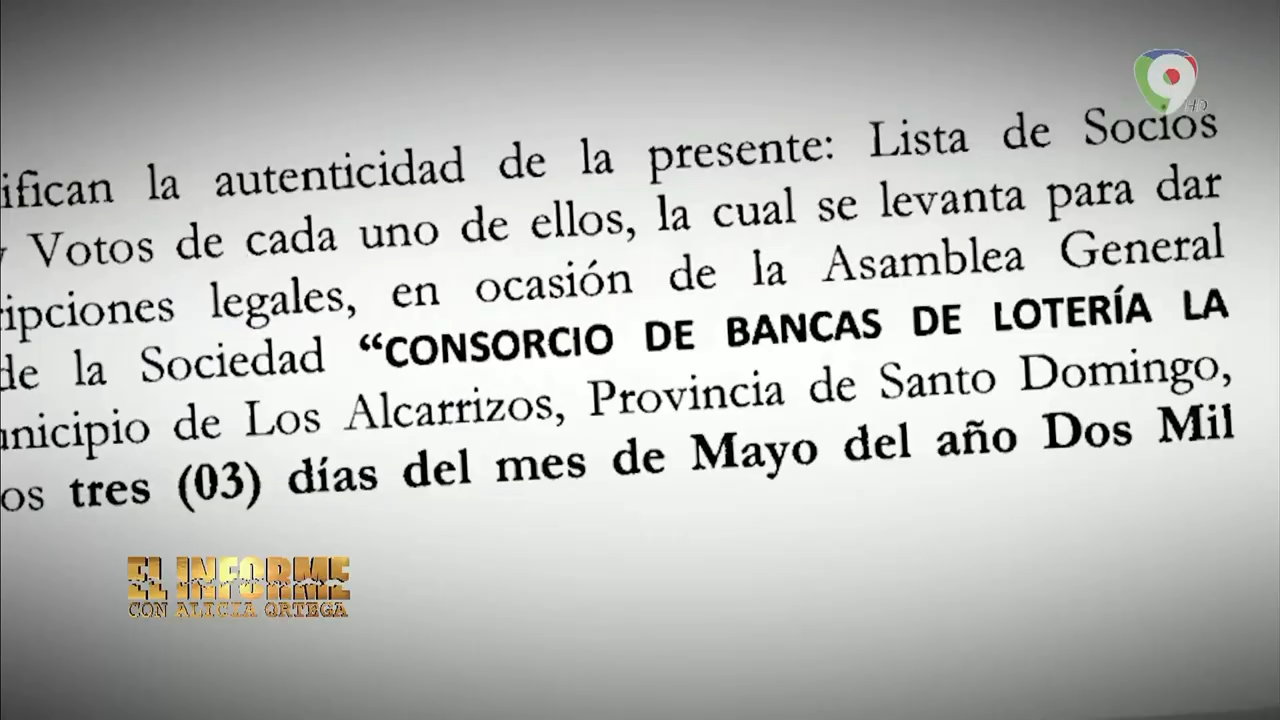 9 HD
ifican la autenticidad de la presente: Lista de Socios
y Votos de cada uno de ellos, la cual se levanta para dar
ripciones legales, en ocasión de la Asamblea General
de la Sociedad “CONSORCIO DE BANCAS DE LOTERÍA LA
unicipio de Los Alcarrizos, Provincia de Santo Domingo,
os tres (03) días del mes de Mayo del año Dos Mil
EL INFORME
CON ALICIA ORTEGA